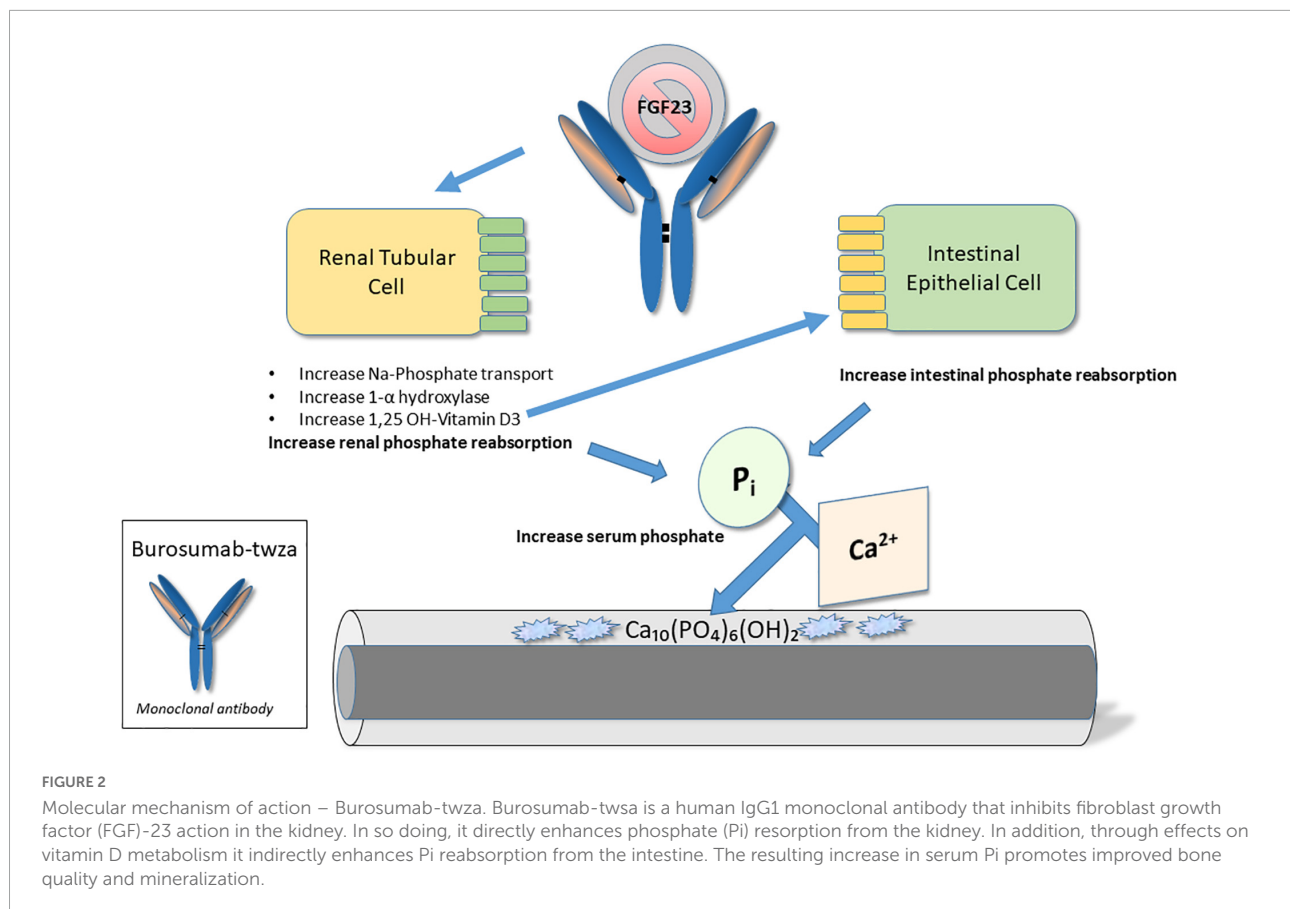 FGF23
Renal Tubular
Cell
Intestinal
Epithelial Cell
• Increase Na-Phosphate transport
• Increase 1-α hydroxylase
• Increase 1,25 OH-Vitamin D3
Increase renal phosphate reabsorption
Increase intestinal phosphate reabsorption
Pi
Increase serum phosphate
Ca2+
Burosumab-twza
Monoclonal antibody
Ca10(PO4)6(OH)2
FIGURE 2
Molecular mechanism of action – Burosumab-twza. Burosumab-twsa is a human IgG1 monoclonal antibody that inhibits fibroblast growth
factor (FGF)-23 action in the kidney. In so doing, it directly enhances phosphate (Pi) resorption from the kidney. In addition, through effects on
vitamin D metabolism it indirectly enhances Pi reabsorption from the intestine. The resulting increase in serum Pi promotes improved bone
quality and mineralization.